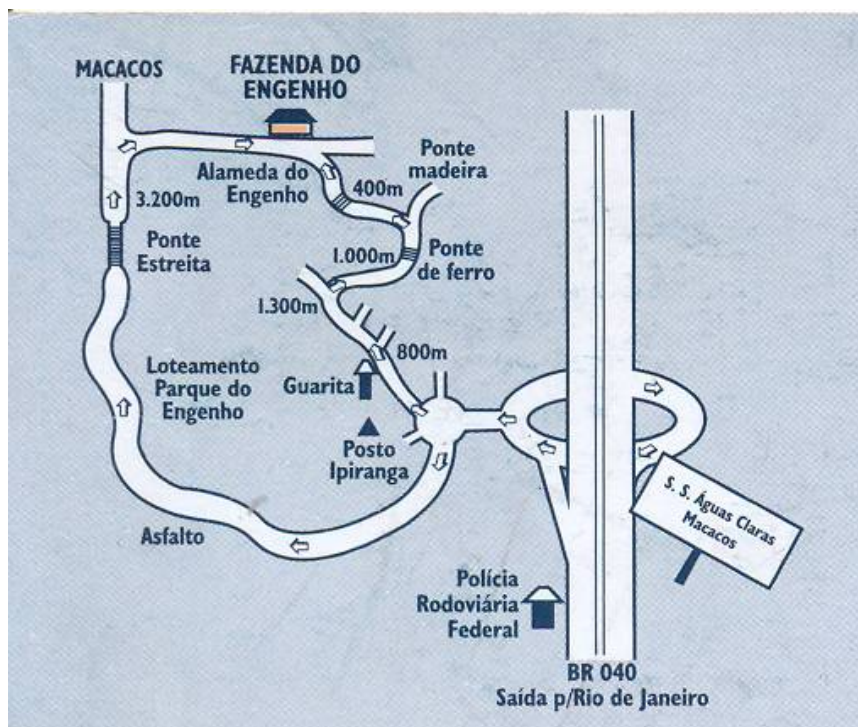 MACACOS
FAZENDA DO
ENGENHO
Alameda do
Engenho
400m
Ponte
madeira
3.200m
Ponte
Estreita
1.000m
Ponte
de ferro
1.300m
800m
Loteamento
Parque do
Engenho
Guarita
Posto
Ipiranga
S. S. Águas Claras
Macacos
Asfalto
Polícia
Rodoviária
Federal
BR 040
Saída p/Rio de Janeiro